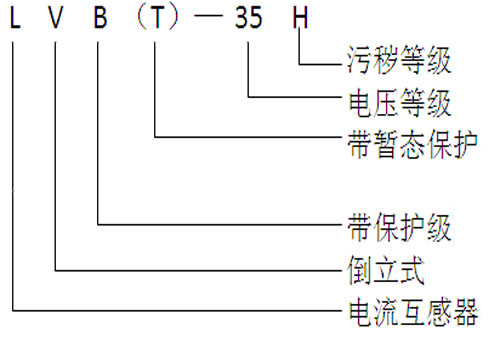 L V B (T) — 35 H
污秽等级
电压等级
带暂态保护
带保护级
倒立式
电流互感器